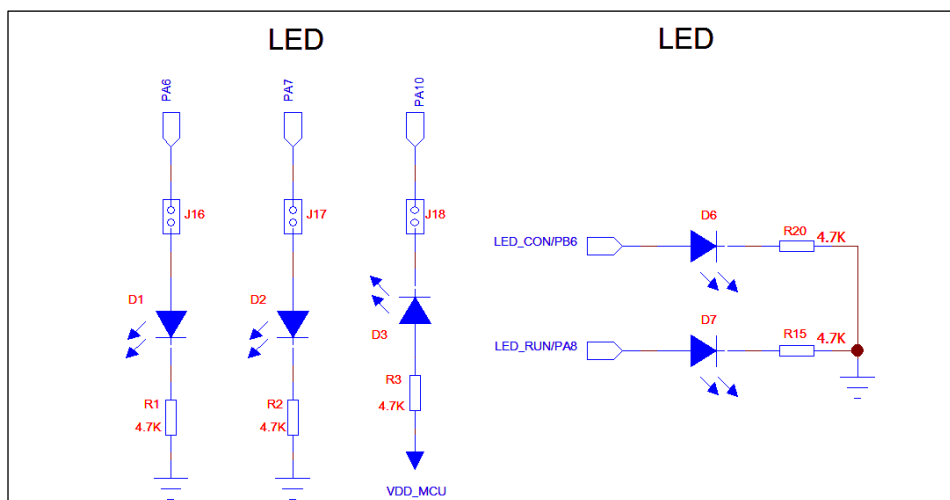 LED
LED
PA6
PA7
PA10
J16
J17
J18
D1
D2
D3
R1
4.7K
R2
4.7K
R3
4.7K
VDD_MCU
LED_CON/PB6
D6
R20
4.7K
LED_RUN/PA8
D7
R15
4.7K